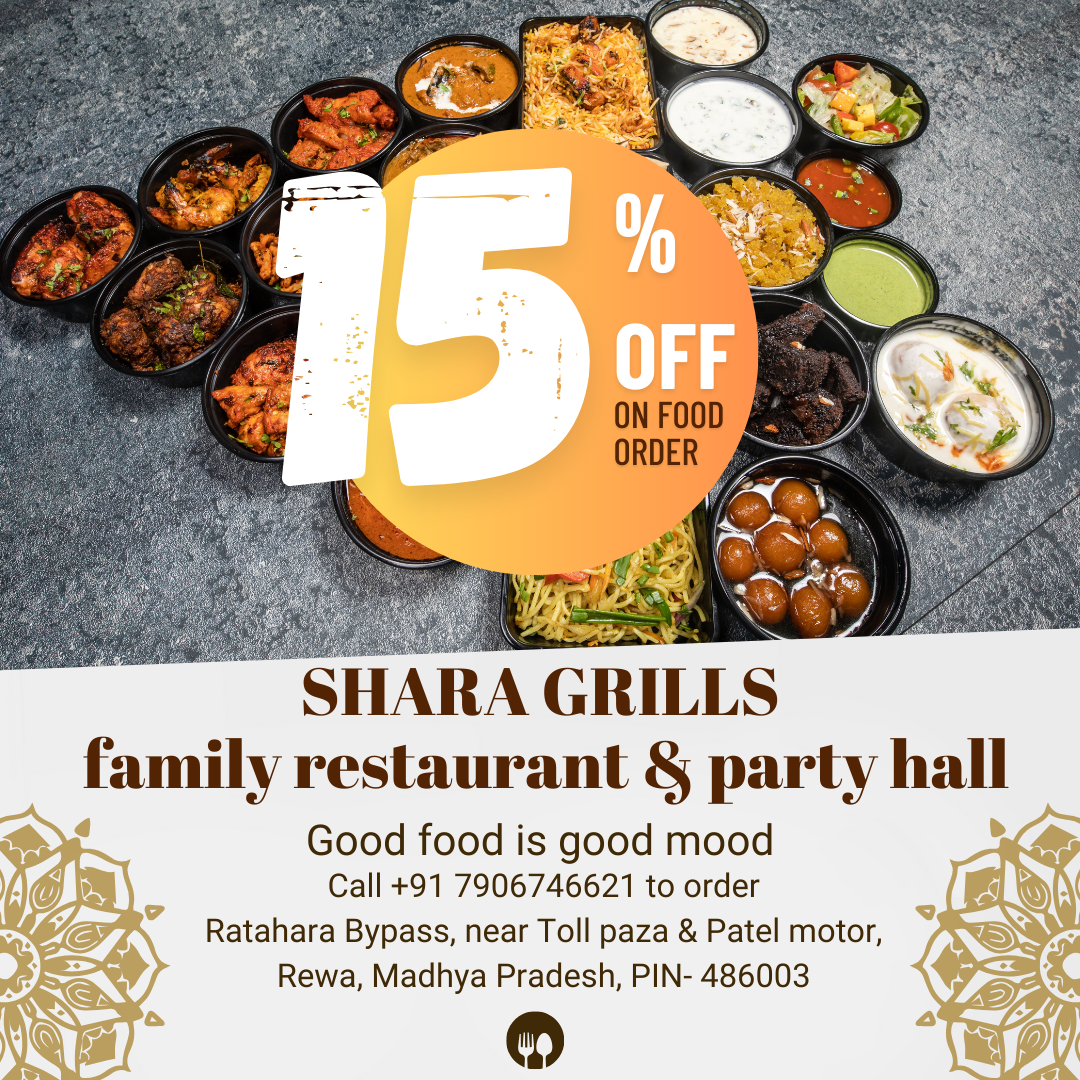 15
%
OFF
ON FOOD
ORDER
SHARA GRILLS
family restaurant & party hall
Good food is good mood
Call +91 7906746621 to order
Ratahara Bypass, near Toll paza & Patel motor,
Rewa, Madhya Pradesh, PIN- 486003